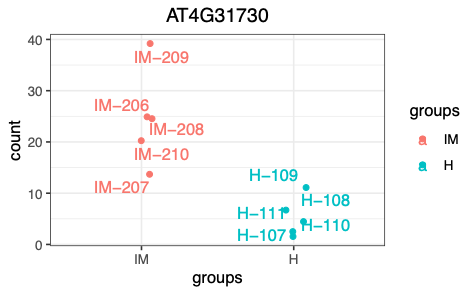 AT4G31730
count
40
30
20
10
0
IM−209
IM−206
IM−208
IM−210
IM−207
H−109
H−108
H−111
H−110
H−107
IM
H
groups
groups
a IM
a H